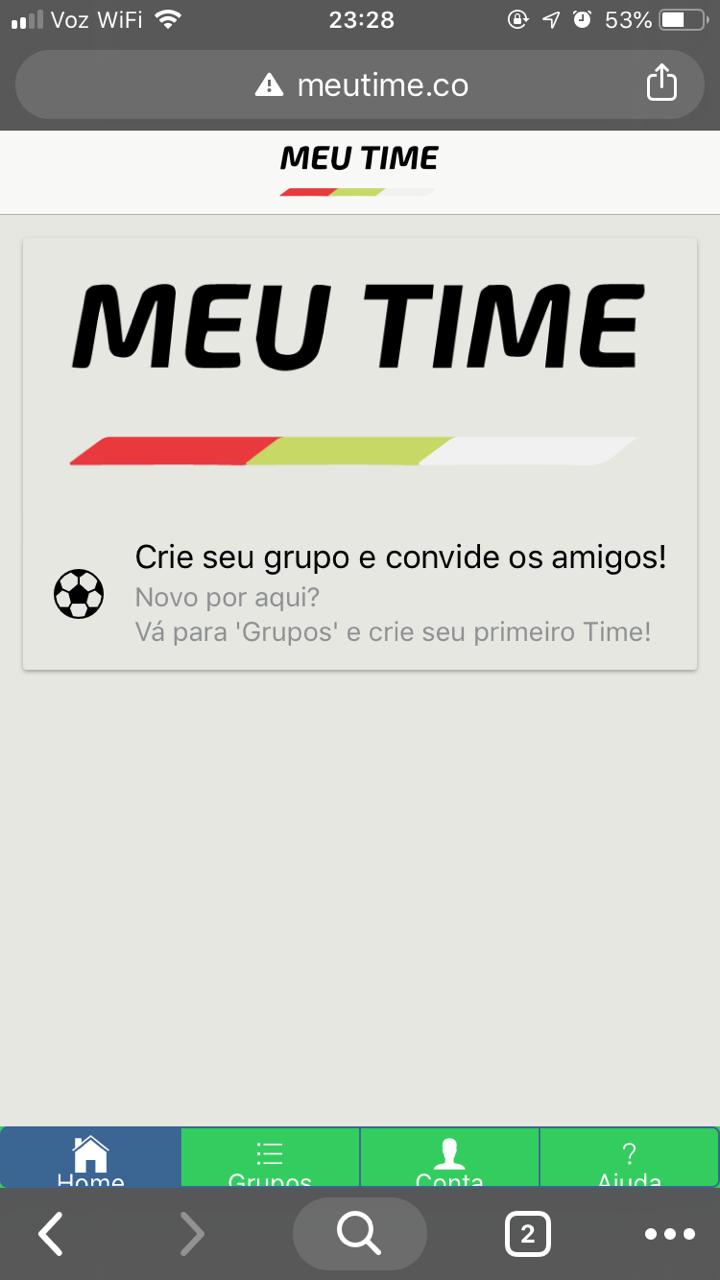 Voz WiFi 23:28 53%
meutime.co
MEU TIME
MEU TIME
Crie seu grupo e convide os amigos!
Novo por aqui?
Vá para 'Grupos' e crie seu primeiro Time!
Home Grupos Conta Ajuda
2